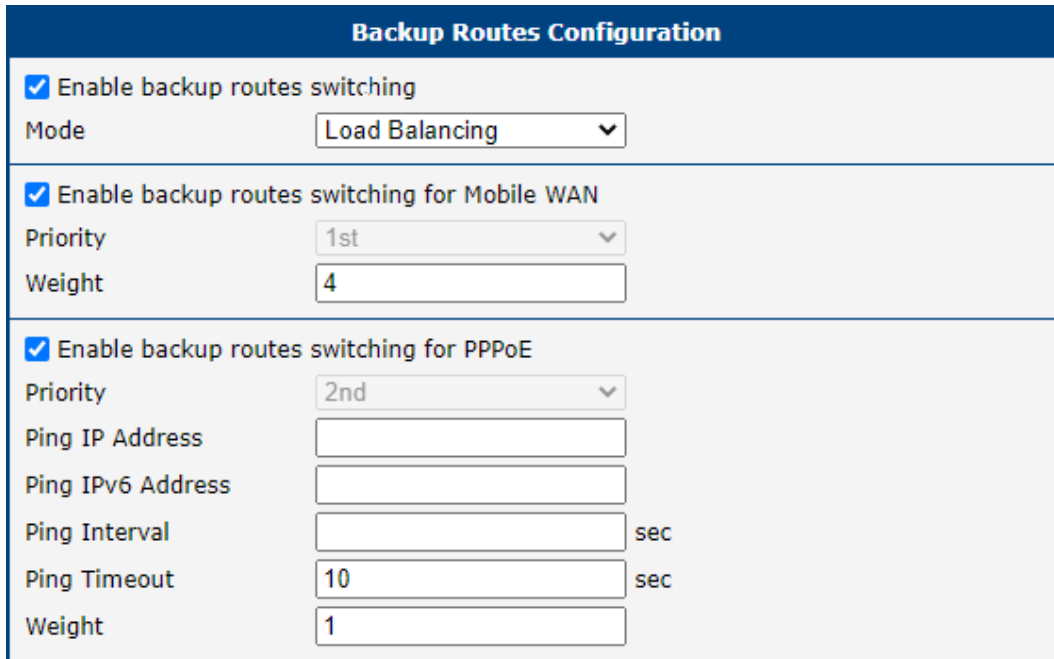 Backup Routes Configuration
Enable backup routes switching
Mode Load Balancing
Enable backup routes switching for Mobile WAN
Priority 1st
Weight 4
Enable backup routes switching for PPPoE
Priority 2nd
Ping IP Address
Ping IPv6 Address
Ping Interval sec
Ping Timeout 10 sec
Weight 1